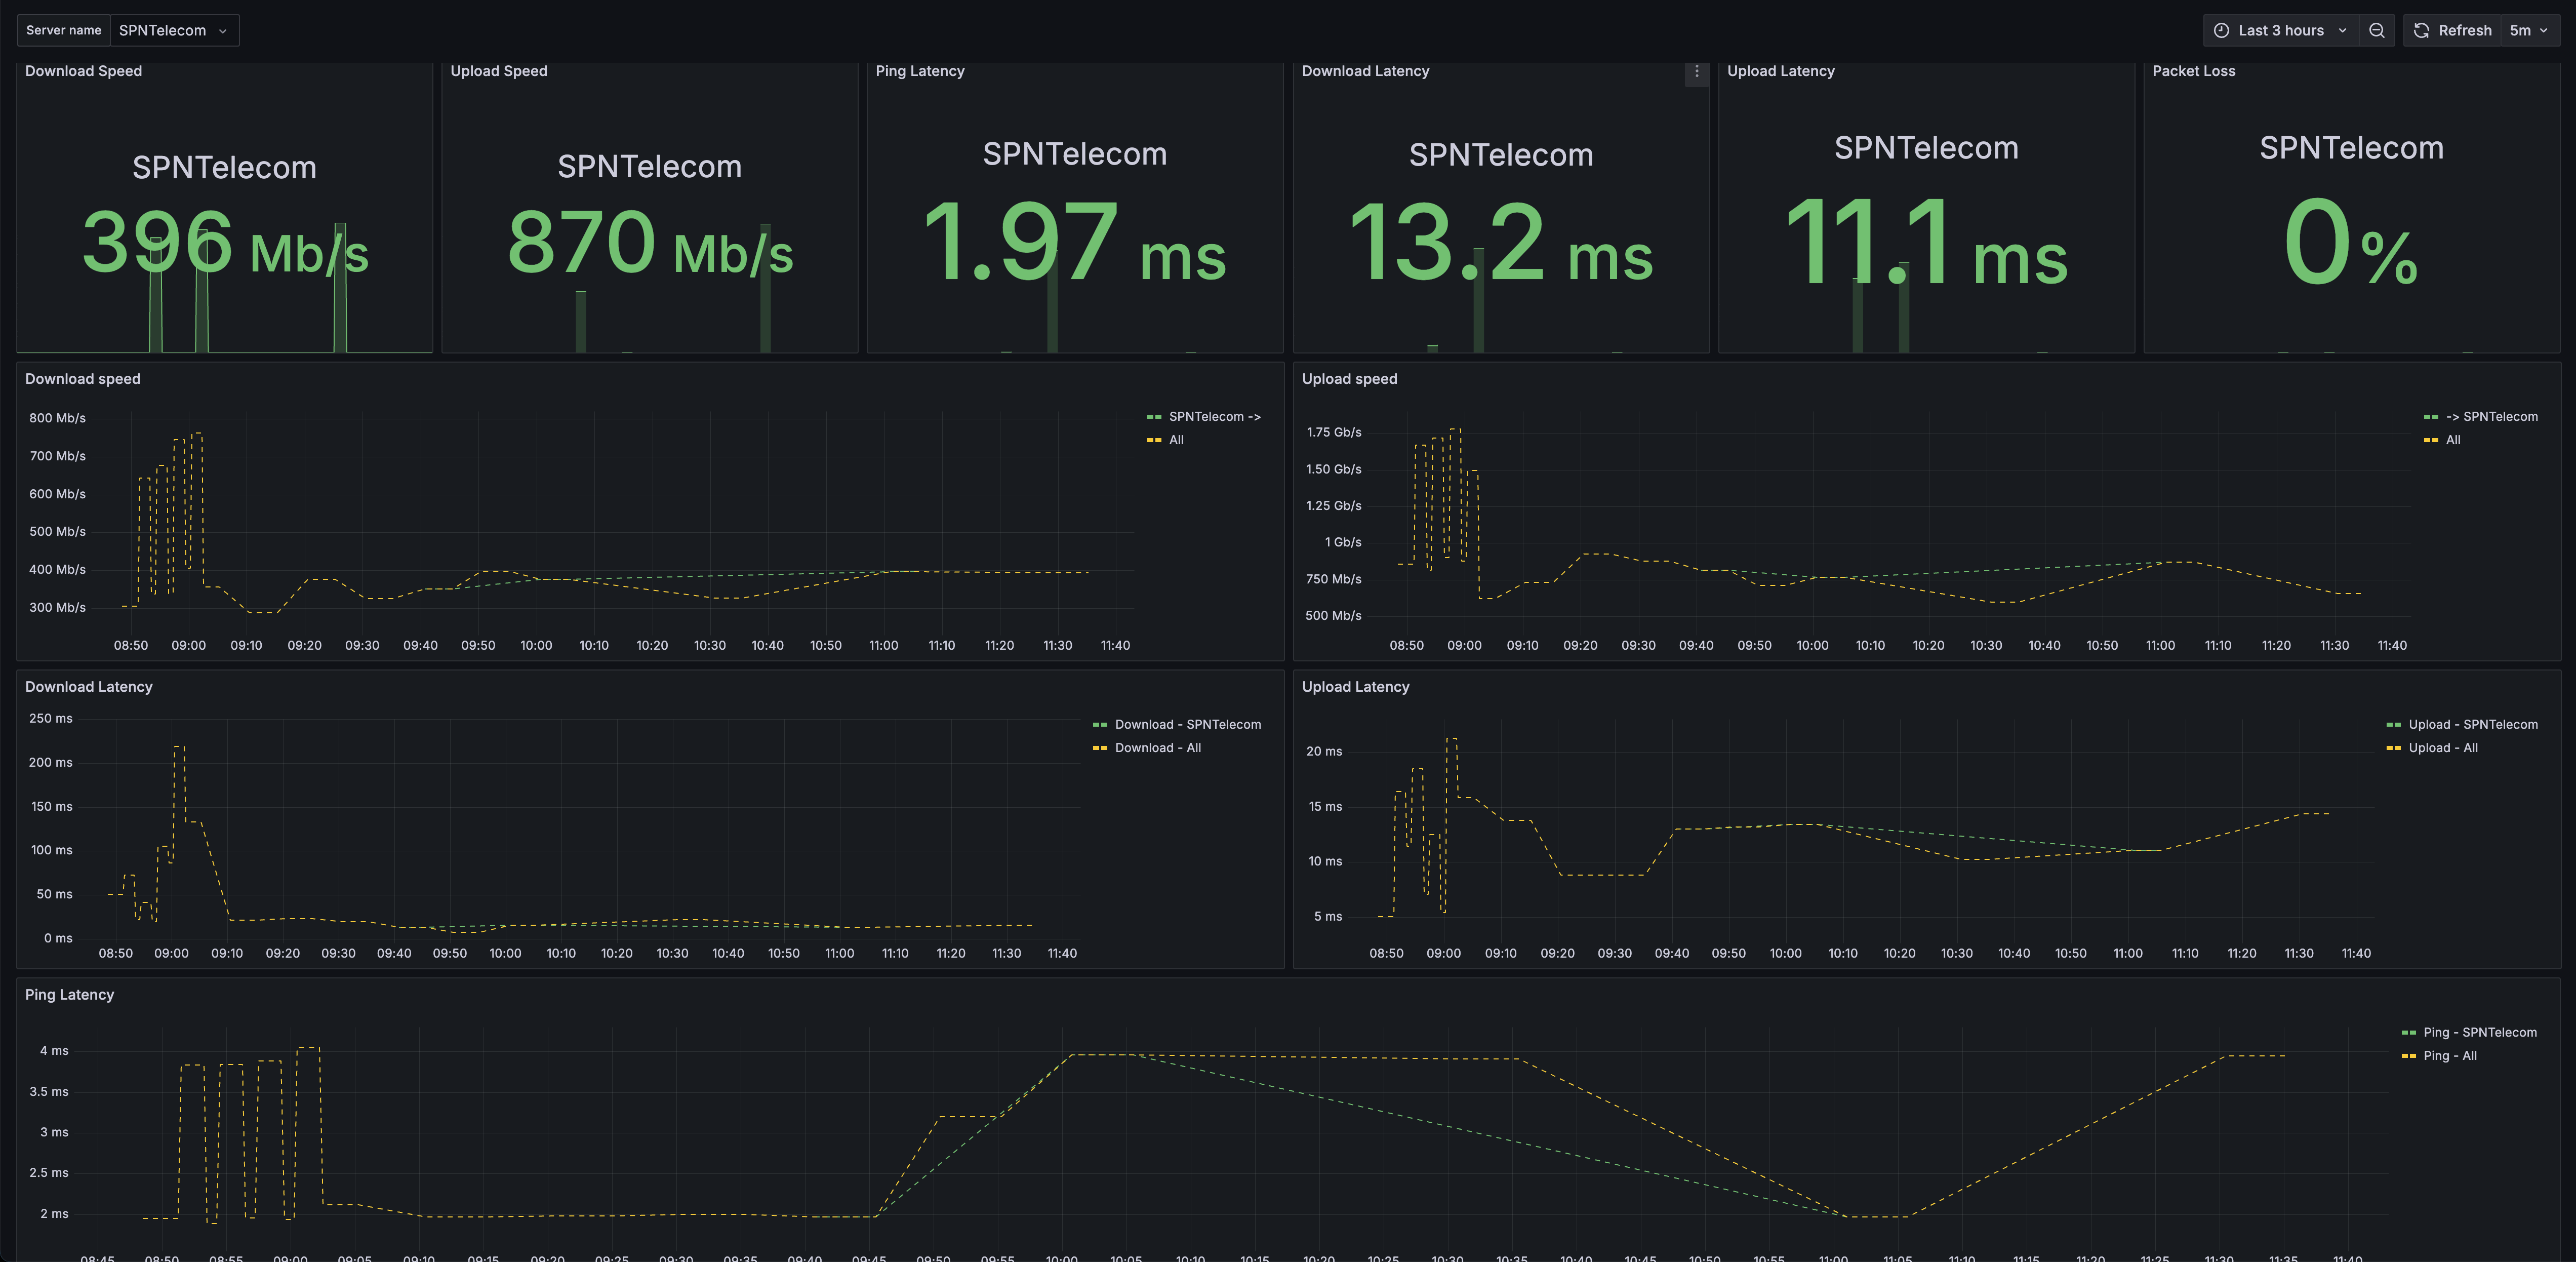 Server name SPNTelecom Last 3 hours Refresh 5m
Download Speed Upload Speed Ping Latency Download Latency Upload Latency Packet Loss
SPNTelecom SPNTelecom SPNTelecom SPNTelecom SPNTelecom SPNTelecom
396 Mb/s 870 Mb/s 1.97 ms 13.2 ms 11.1 ms 0%
Download speed
800 Mb/s
700 Mb/s
600 Mb/s
500 Mb/s
400 Mb/s
300 Mb/s
08:50 09:00 09:10 09:20 09:30 09:40 09:50 10:00 10:10 10:20 10:30 10:40 10:50 11:00 11:10 11:20 11:30 11:40
SPNTelecom ->
All
Upload speed
1.75 Gb/s
1.50 Gb/s
1.25 Gb/s
1 Gb/s
750 Mb/s
500 Mb/s
08:50 09:00 09:10 09:20 09:30 09:40 09:50 10:00 10:10 10:20 10:30 10:40 10:50 11:00 11:10 11:20 11:30 11:40
-> SPNTelecom
All
Download Latency
250 ms
200 ms
150 ms
100 ms
50 ms
0 ms
08:50 09:00 09:10 09:20 09:30 09:40 09:50 10:00 10:10 10:20 10:30 10:40 10:50 11:00 11:10 11:20 11:30 11:40
Download - SPNTelecom
Download - All
Upload Latency
20 ms
15 ms
10 ms
5 ms
08:50 09:00 09:10 09:20 09:30 09:40 09:50 10:00 10:10 10:20 10:30 10:40 10:50 11:00 11:10 11:20 11:30 11:40
Upload - SPNTelecom
Upload - All
Ping Latency
4 ms
3.5 ms
3 ms
2.5 ms
2 ms
08:45 08:50 08:55 09:00 09:05 09:10 09:15 09:20 09:25 09:30 09:35 09:40 09:45 09:50 09:55 10:00 10:05 10:10 10:15 10:20 10:25 10:30 10:35 10:40 10:45 10:50 10:55 11:00 11:05 11:10 11:15 11:20 11:25 11:30 11:35 11:40
Ping - SPNTelecom
Ping - All